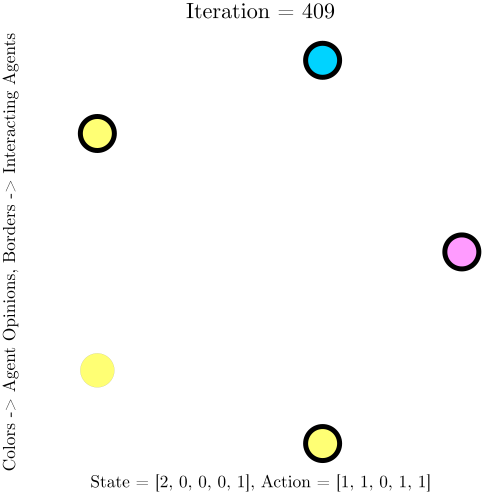 Iteration = 409
Colors -> Agent Opinions, Borders -> Interacting Agents
State = [2, 0, 0, 0, 1], Action = [1, 1, 0, 1, 1]